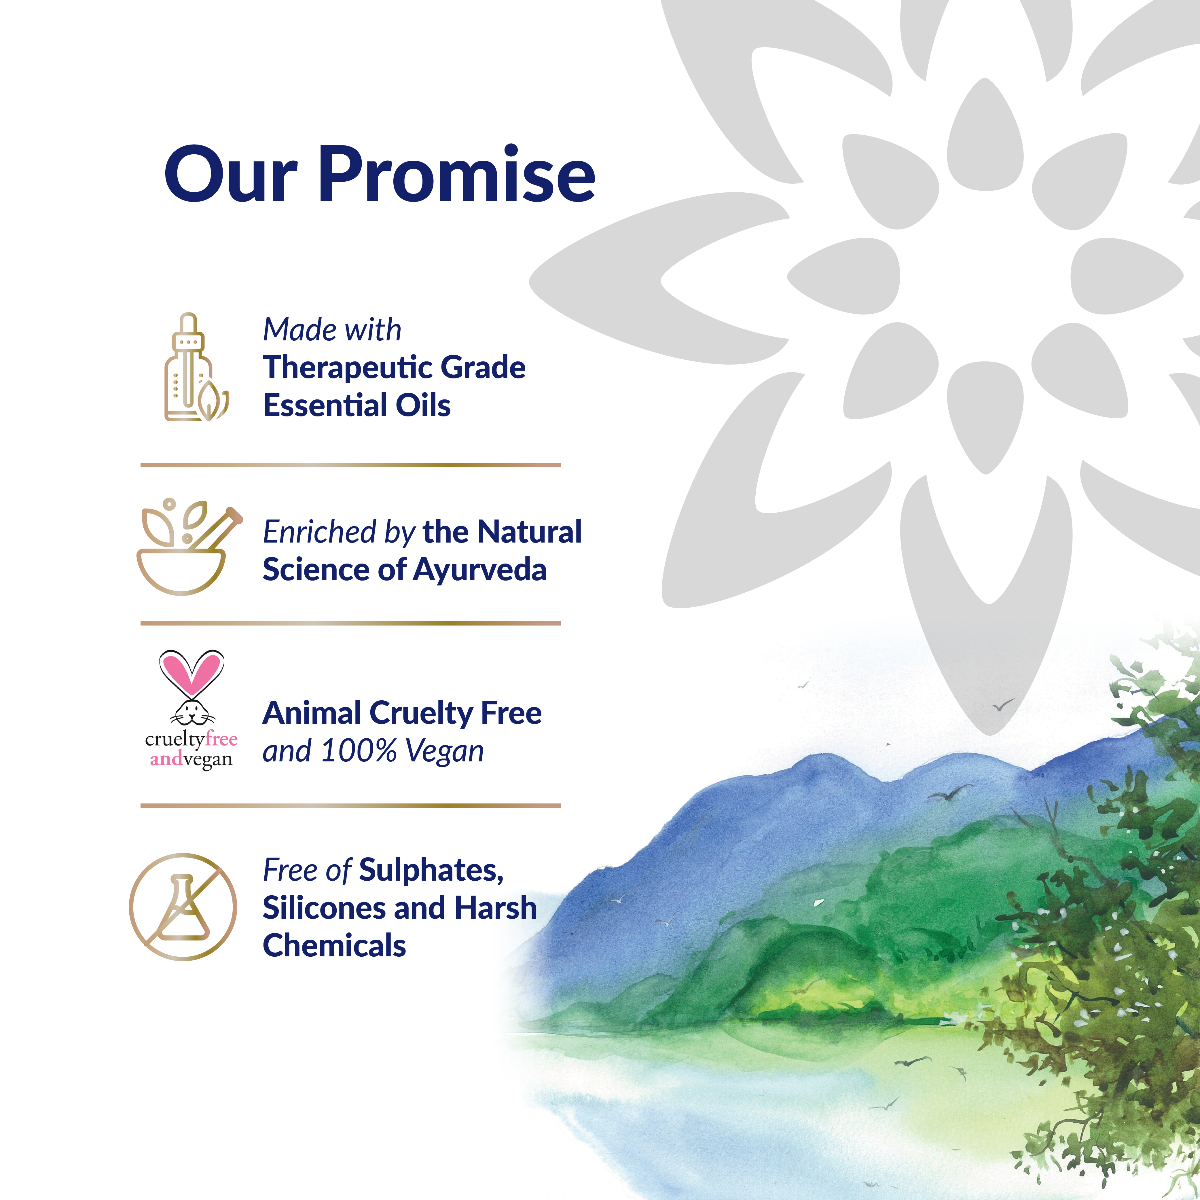 Our Promise
Made with
Therapeutic Grade
Essential Oils
Enriched by the Natural
Science of Ayurveda
crueltyfree
andvegan
Animal Cruelty Free
and 100% Vegan
Free of Sulphates,
Silicones and Harsh
Chemicals